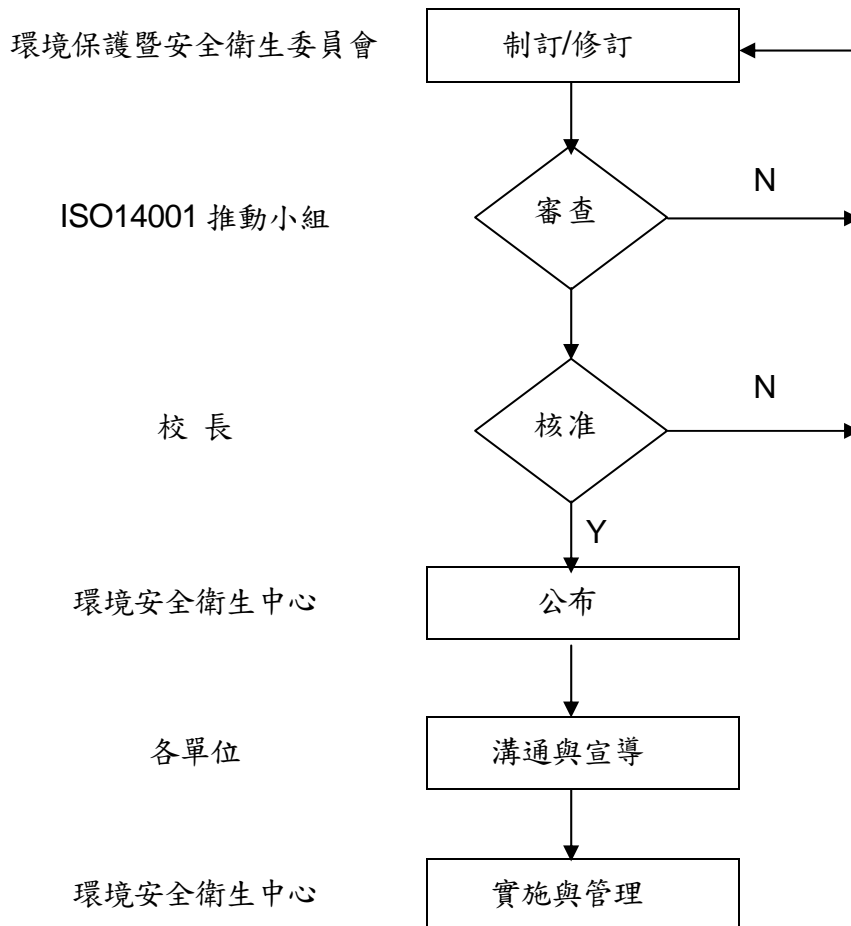 環境保護暨安全衛生委員會 制訂/修訂
N
ISO14001 推動小組 審查
N
校 長 核准
Y
環境安全衛生中心 公布
各單位 溝通與宣導
環境安全衛生中心 實施與管理